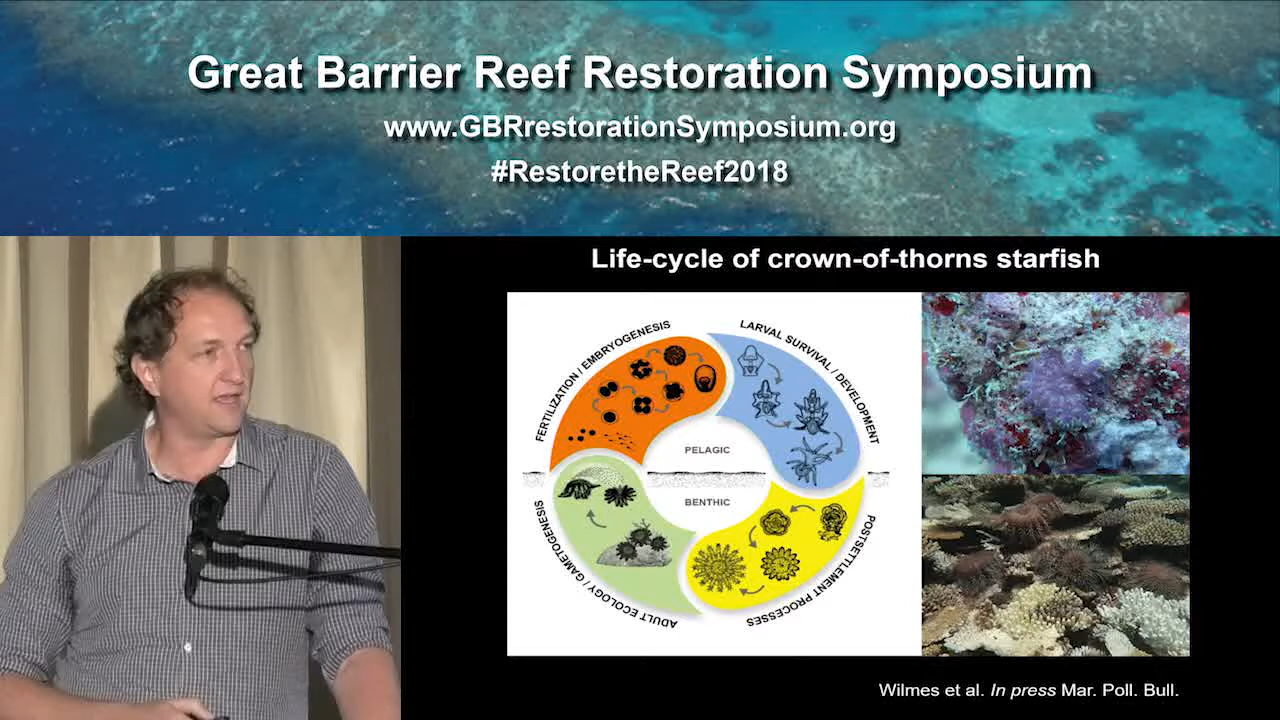 Great Barrier Reef Restoration Symposium
www.GBRrestorationSymposium.org
#RestoretheReef2018
Life-cycle of crown-of-thorns starfish
FERTILIZATION / EMBRYOGENESIS
LARVAL SURVIVAL / DEVELOPMENT
PELAGIC
BENTHIC
ADULT ECOLOGY / GAMETOGENESIS
POSTSETTLEMENT PROCESSES
Wilmes et al. In press Mar. Poll. Bull.